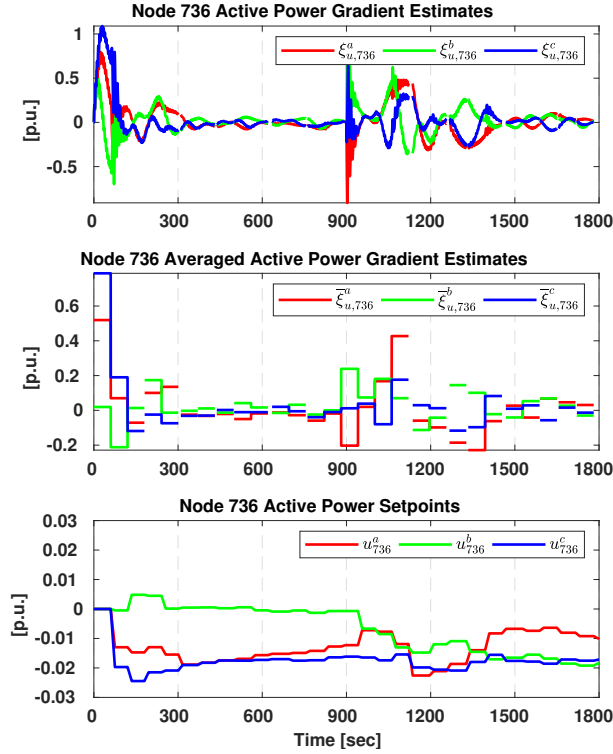 Node 736 Active Power Gradient Estimates
ξ^a_{u,736} ξ^b_{u,736} ξ^c_{u,736}
1
0.5
0
-0.5
[p.u.]
0 300 600 900 1200 1500 1800
Node 736 Averaged Active Power Gradient Estimates
ξ̅^a_{u,736} ξ̅^b_{u,736} ξ̅^c_{u,736}
0.6
0.4
0.2
0
-0.2
[p.u.]
0 300 600 900 1200 1500 1800
Node 736 Active Power Setpoints
u^a_{736} u^b_{736} u^c_{736}
0.03
0.02
0.01
0
-0.010
-0.020
-0.03
[p.u.]
0 300 600 900 1200 1500 1800
Time [sec]